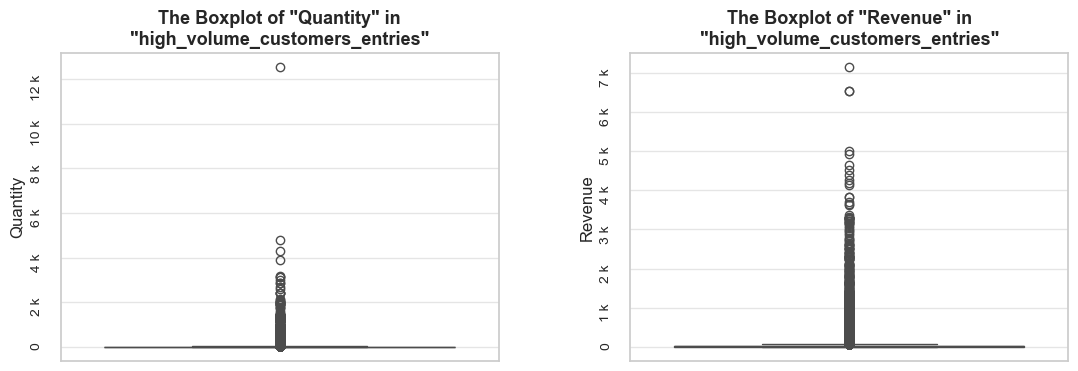 The Boxplot of "Quantity" in
"high_volume_customers_entries"
Quantity
12 k
10 k
8 k
6 k
4 k
2 k
0
The Boxplot of "Revenue" in
"high_volume_customers_entries"
Revenue
7 k
6 k
5 k
4 k
3 k
2 k
1 k
0